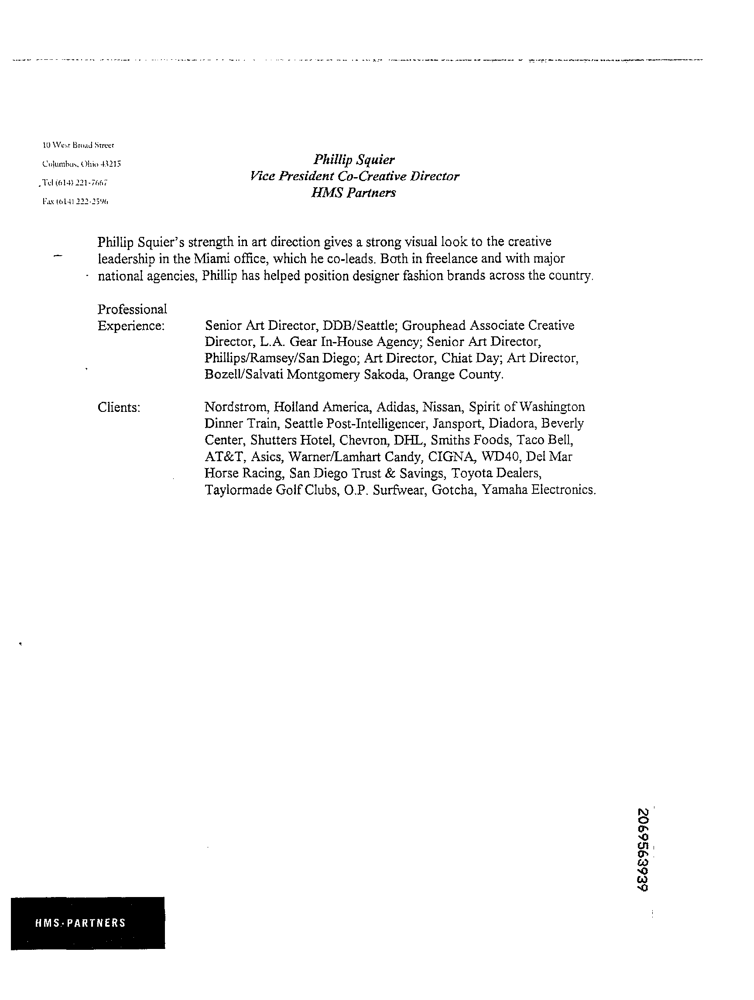 10 West Broad Street
Columbus, Ohio 43215
Tel (614) 221-7667
Fax (614) 222-2596
Phillip Squier
Vice President Co-Creative Director
HMS Partners
Phillip Squier's strength in art direction gives a strong visual look to the creative
leadership in the Miami office, which he co-leads. Both in freelance and with major
national agencies, Phillip has helped position designer fashion brands across the country.
Professional
Experience: Senior Art Director, DDB/Seattle; Grouphead Associate Creative
Director, L.A. Gear In-House Agency; Senior Art Director,
Phillips/Ramsey/San Diego; Art Director, Chiat Day; Art Director,
Bozell/Salvati Montgomery Sakoda, Orange County.
Clients: Nordstrom, Holland America, Adidas, Nissan, Spirit of Washington
Dinner Train, Seattle Post-Intelligencer, Jansport, Diadora, Beverly
Center, Shutters Hotel, Chevron, DHL, Smiths Foods, Taco Bell,
AT&T, Asics, Warner/Lamhart Candy, CIGNA, WD40, Del Mar
Horse Racing, San Diego Trust & Savings, Toyota Dealers,
Taylormade Golf Clubs, O.P. Surfwear, Gotcha, Yamaha Electronics.
2069563939
HMS·PARTNERS